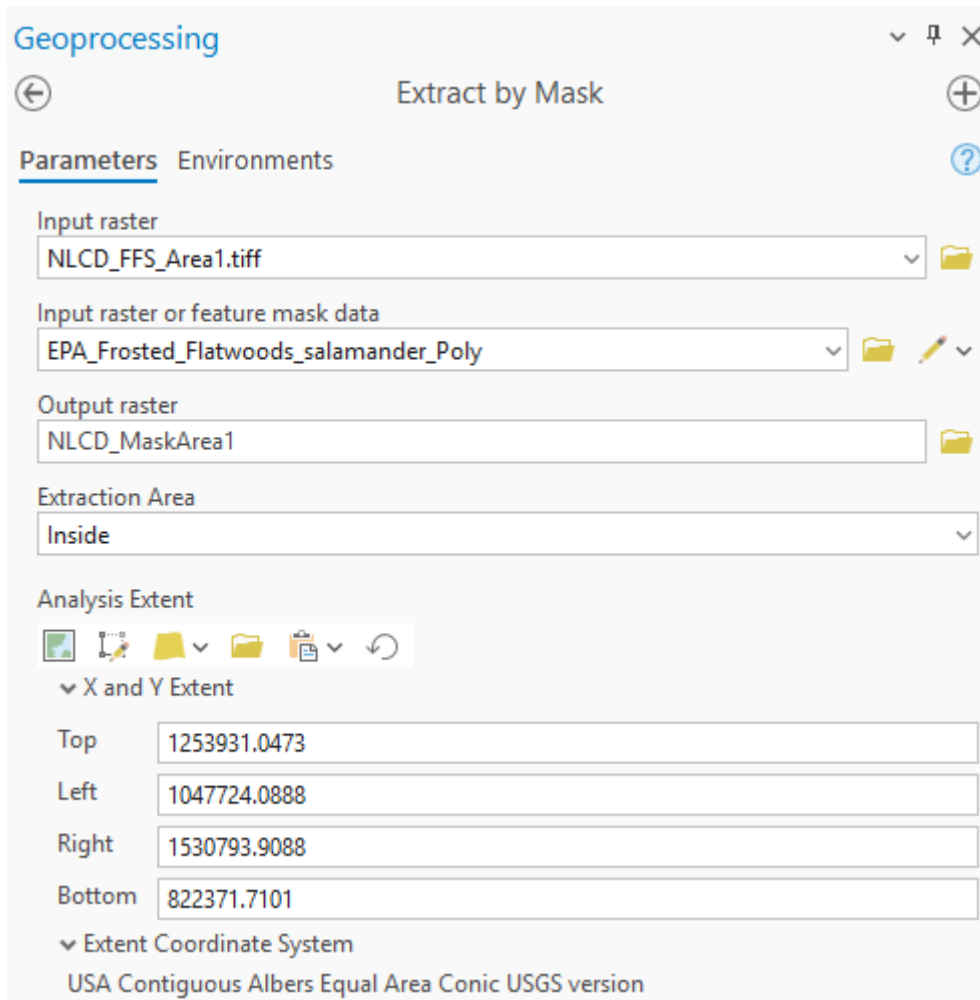 Geoprocessing
Extract by Mask
Parameters Environments
Input raster
NLCD_FFS_Area1.tiff
Input raster or feature mask data
EPA_Frosted_Flatwoods_salamander_Poly
Output raster
NLCD_MaskArea1
Extraction Area
Inside
Analysis Extent
X and Y Extent
Top 1253931.0473
Left 1047724.0888
Right 1530793.9088
Bottom 822371.7101
Extent Coordinate System
USA Contiguous Albers Equal Area Conic USGS version